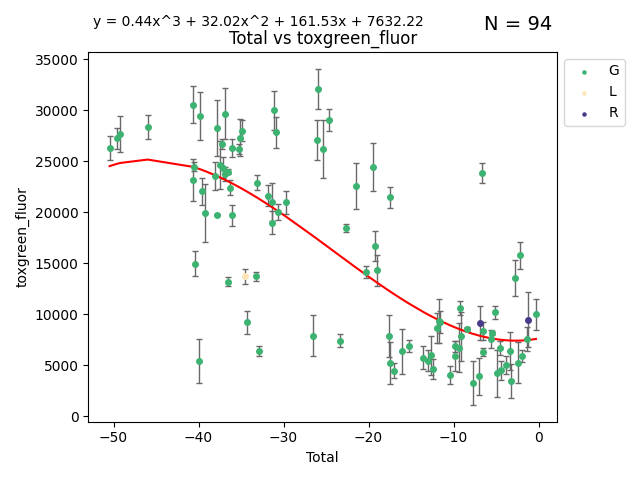 y = 0.44x^3 + 32.02x^2 + 161.53x + 7632.22
N = 94
Total vs toxgreen_fluor
35000
30000
25000
20000
15000
10000
5000
0
toxgreen_fluor
−50
−40
−30
−20
−10
0
Total
G
L
R